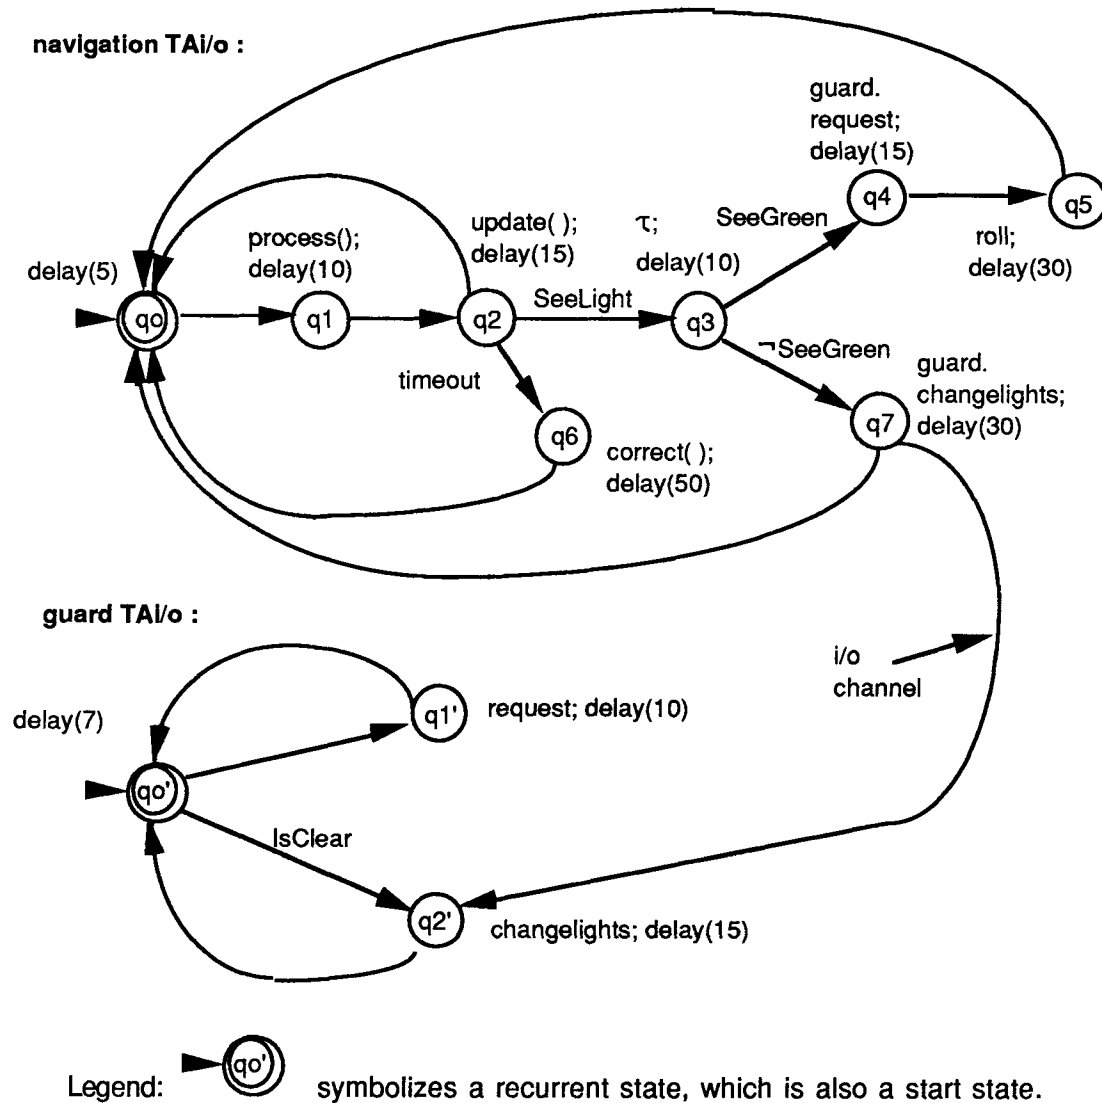 navigation TAi/o :
guard.
request;
delay(15)
q4
q5
SeeGreen
roll;
delay(30)
τ;
delay(10)
update( );
delay(15)
process();
delay(10)
delay(5)
qo
q1
q2
SeeLight
q3
¬SeeGreen
guard.
changelights;
delay(30)
q7
timeout
q6
correct( );
delay(50)
guard TAi/o :
i/o
channel
delay(7)
q1'
request; delay(10)
qo'
IsClear
q2'
changelights; delay(15)
Legend:
qo'
symbolizes a recurrent state, which is also a start state.